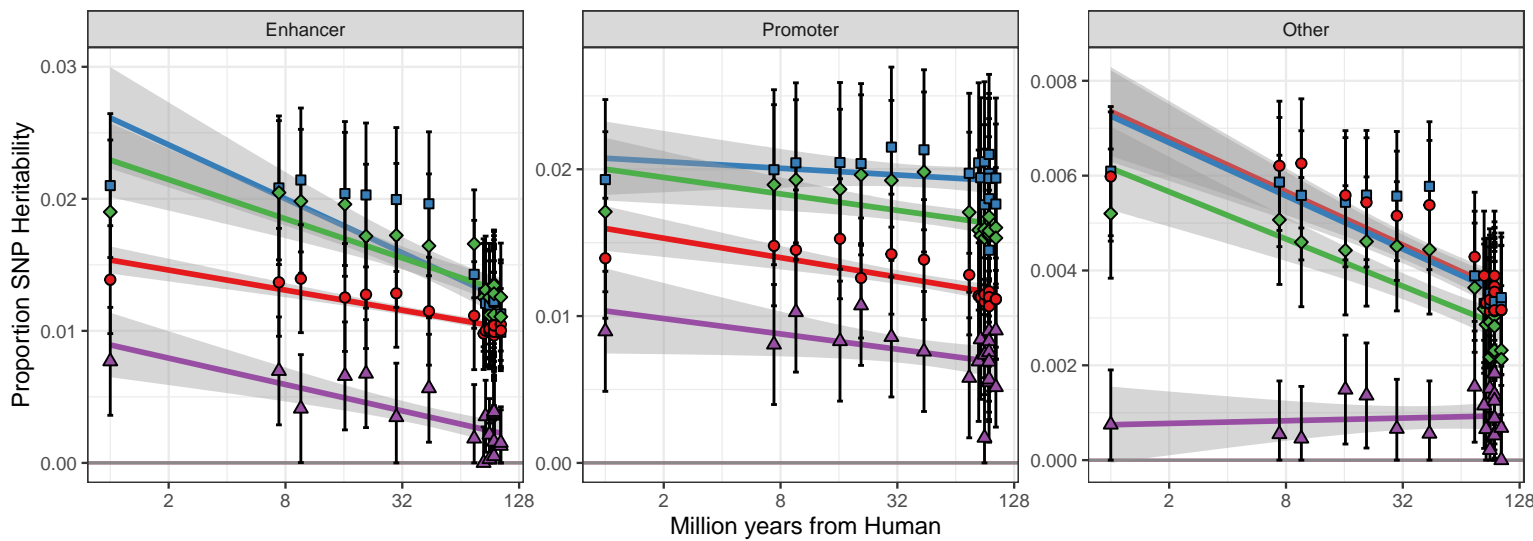 Enhancer
Promoter
Other
Proportion SNP Heritability
0.03
0.02
0.01
0.00
0.02
0.01
0.00
0.008
0.006
0.004
0.002
0.000
2 8 32 128
2 8 32 128
2 8 32 128
Million years from Human